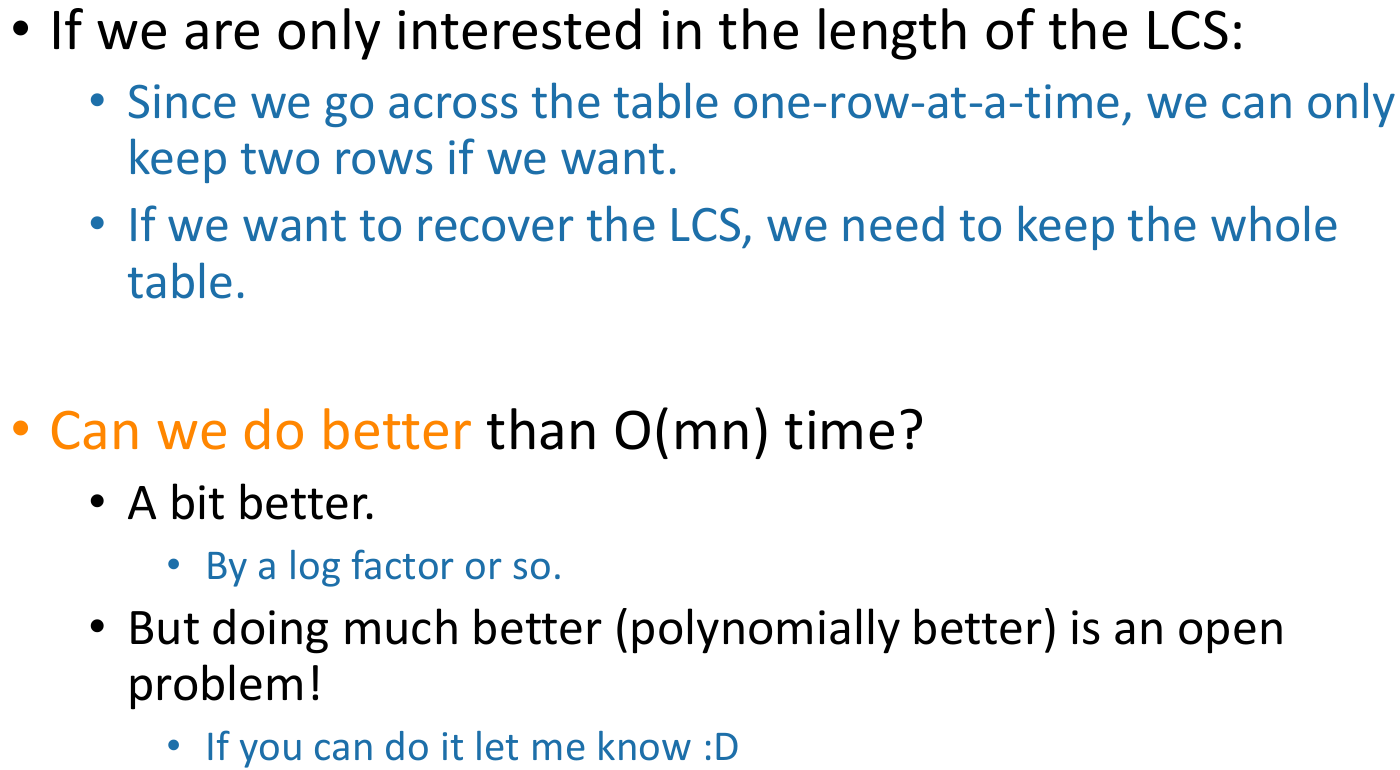 • If we are only interested in the length of the LCS:
• Since we go across the table one-row-at-a-time, we can only
keep two rows if we want.
• If we want to recover the LCS, we need to keep the whole
table.
• Can we do better than O(mn) time?
• A bit better.
• By a log factor or so.
• But doing much better (polynomially better) is an open
problem!
• If you can do it let me know :D